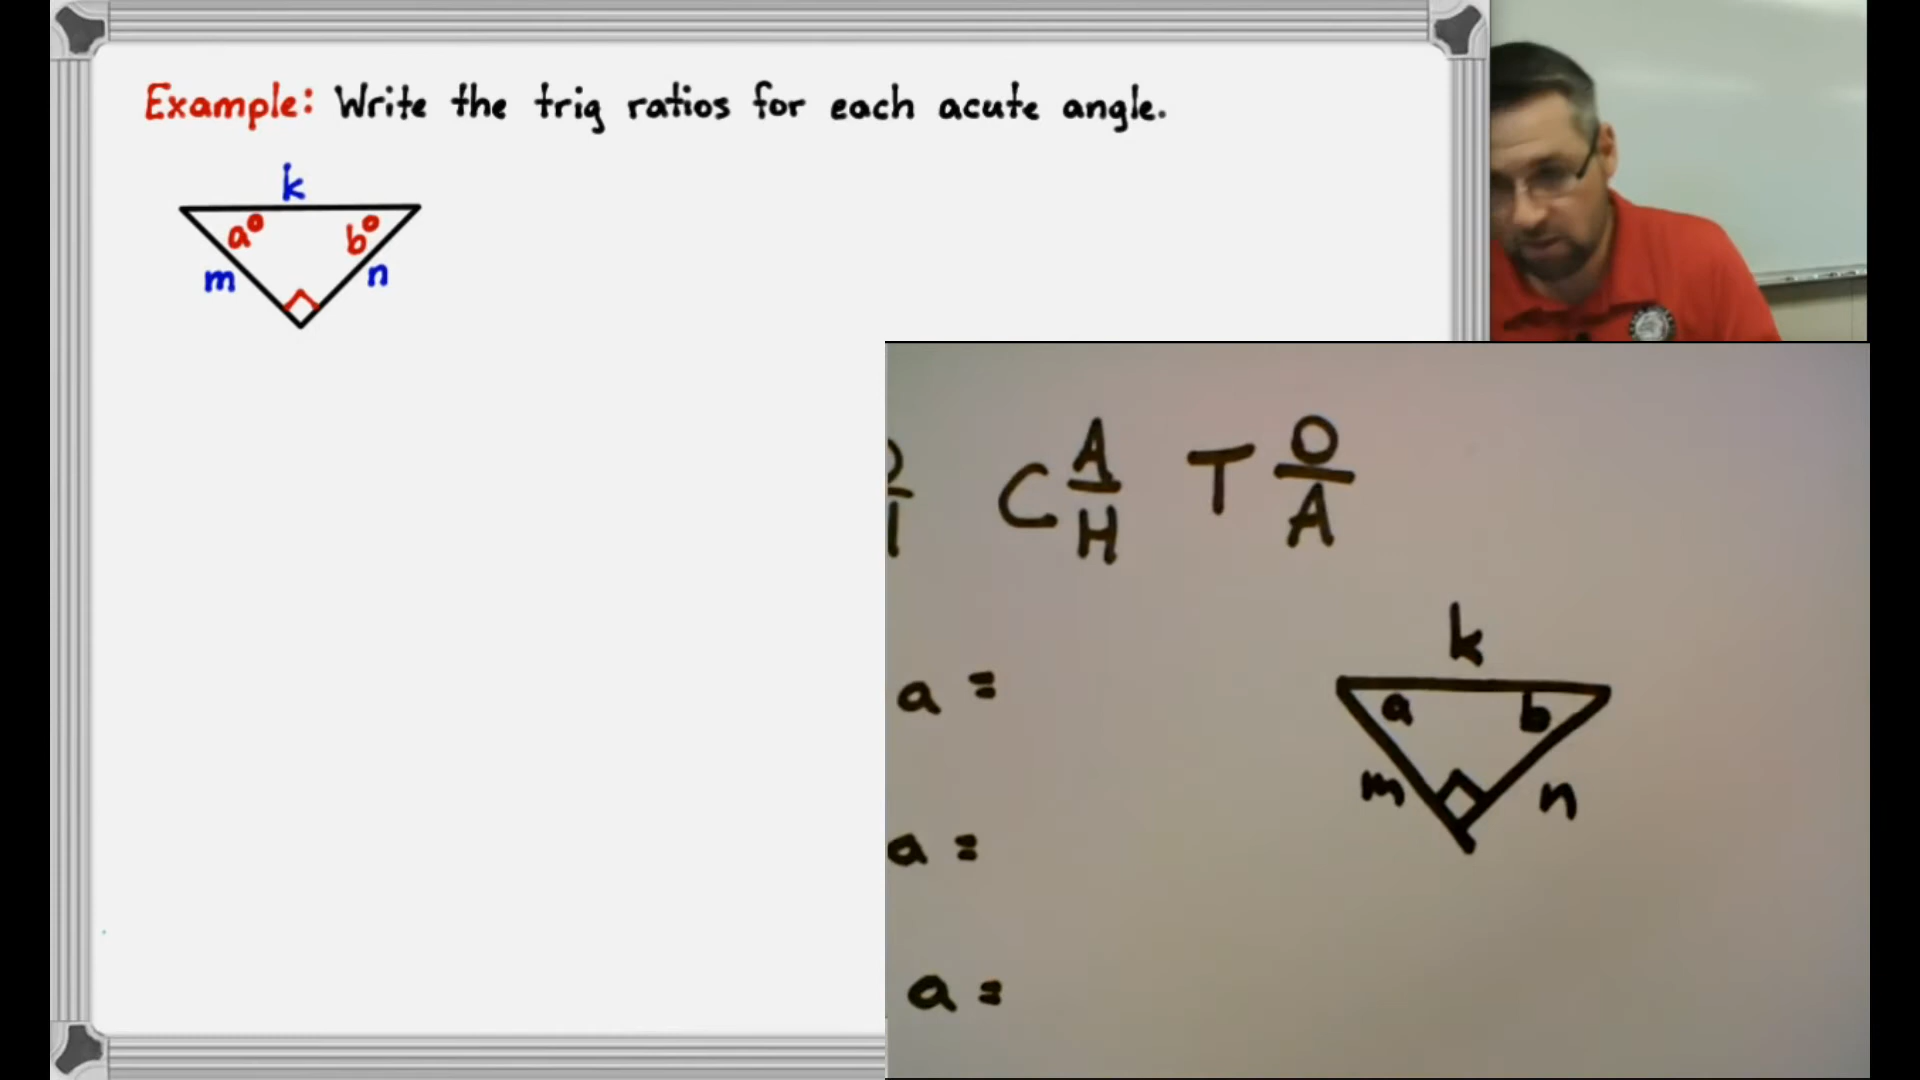 Example: Write the trig ratios for each acute angle.
k
a° b°
m n
C A/H T O/A
k
a b
m n
a =
a =
a =